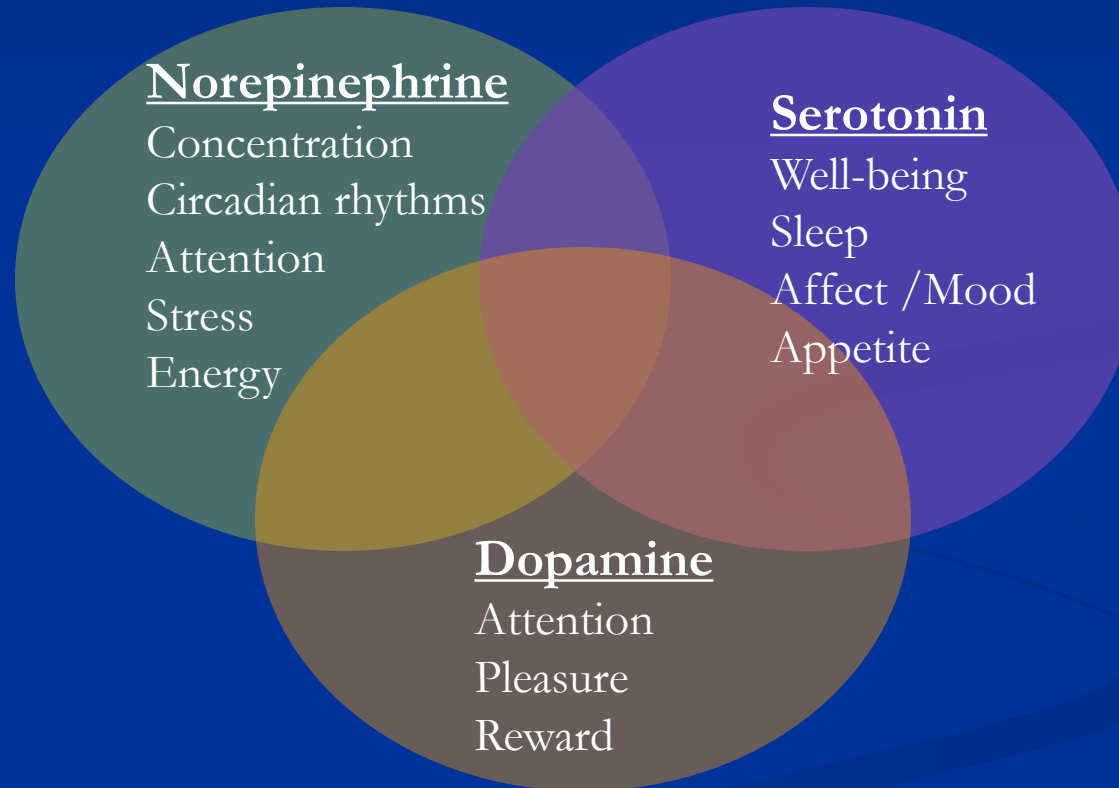 Norepinephrine
Concentration
Circadian rhythms
Attention
Stress
Energy
Serotonin
Well-being
Sleep
Affect /Mood
Appetite
Dopamine
Attention
Pleasure
Reward